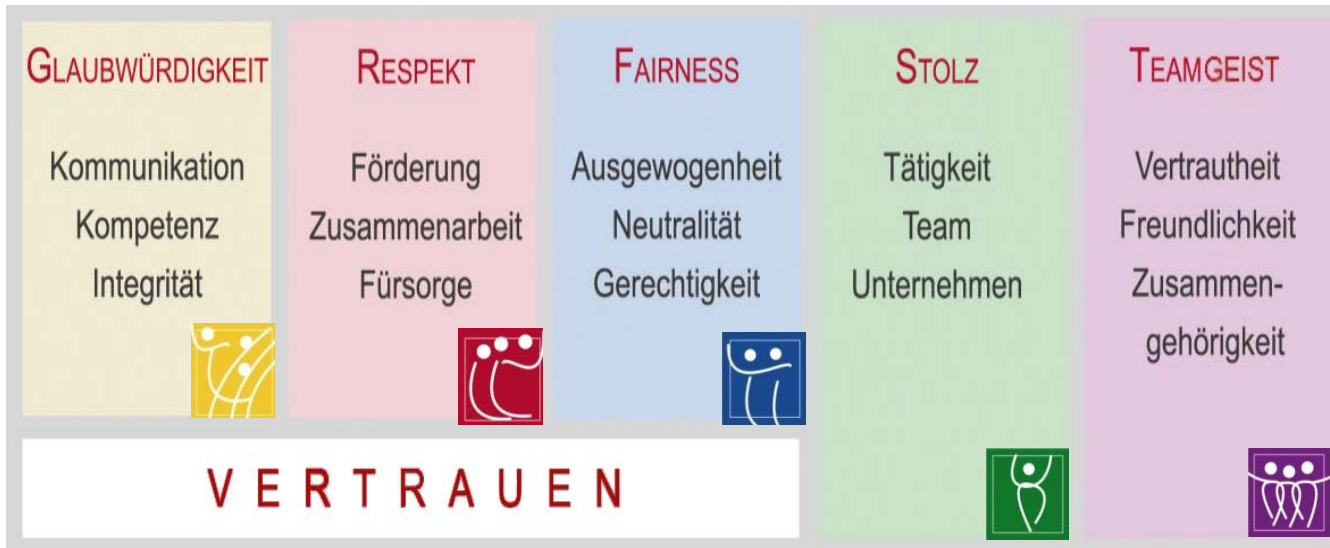 GLAUBWÜRDIGKEIT
Kommunikation
Kompetenz
Integrität
RESPEKT
Förderung
Zusammenarbeit
Fürsorge
FAIRNESS
Ausgewogenheit
Neutralität
Gerechtigkeit
STOLZ
Tätigkeit
Team
Unternehmen
TEAMGEIST
Vertrautheit
Freundlichkeit
Zusammen-
gehörigkeit
VERTRAUEN